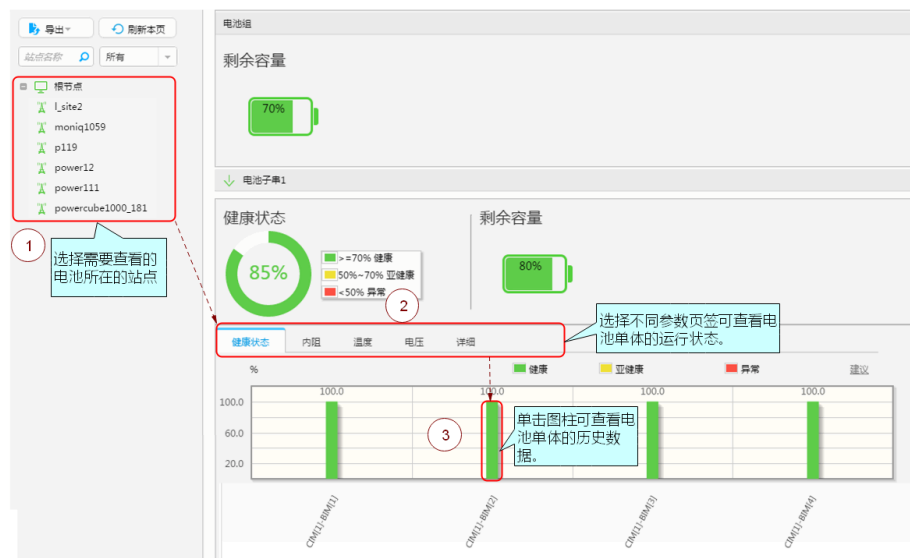 导出
刷新本页
站点名称
所有
根节点
l_site2
moniq1059
p119
power12
power111
powercube1000_181
1
选择需要查看的
电池所在的站点
电池组
剩余容量
70%
电池子串1
健康状态
85%
>=70% 健康
50%~70% 亚健康
<50% 异常
剩余容量
80%
2
选择不同参数页签可查看电
池单体的运行状态。
健康状态
内阻
温度
电压
详细
%
健康
亚健康
异常
建议
100.0
100.0
100.0
100.0
100.0
60.0
20.0
3
单击图柱可查看电
池单体的历史数
据。
CIM[1]-BIM[1]
CIM[1]-BIM[2]
CIM[1]-BIM[3]
CIM[1]-BIM[4]